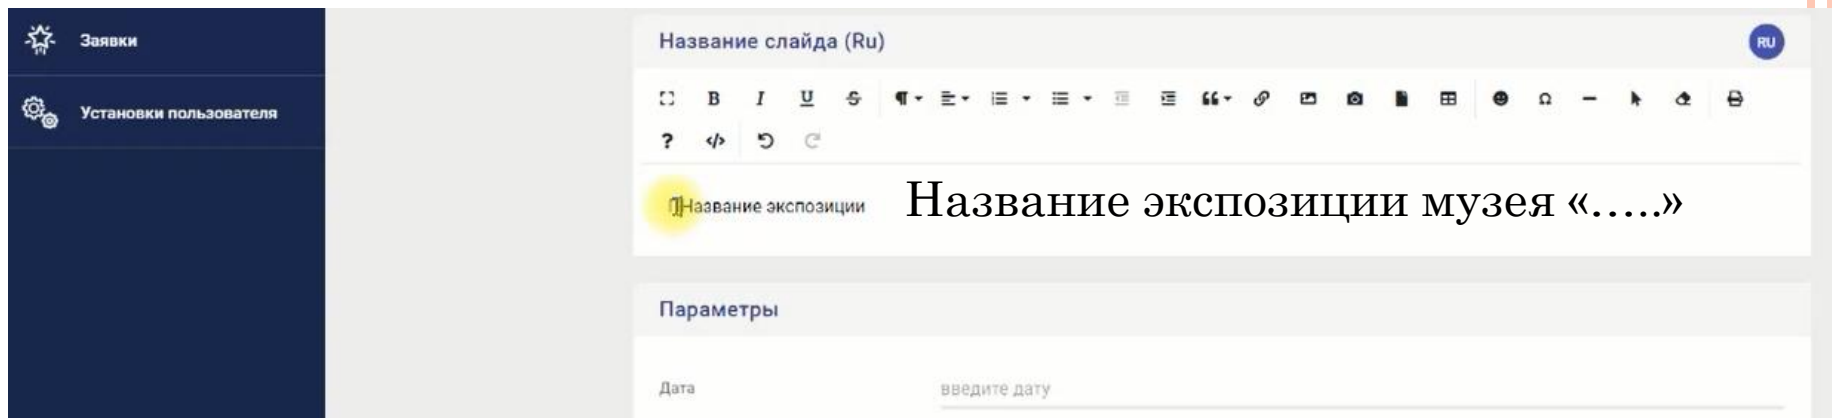 Заявки
Установки пользователя
Название слайда (Ru)
RU
Название экспозиции
Название экспозиции музея «.....»
Параметры
Дата
введите дату